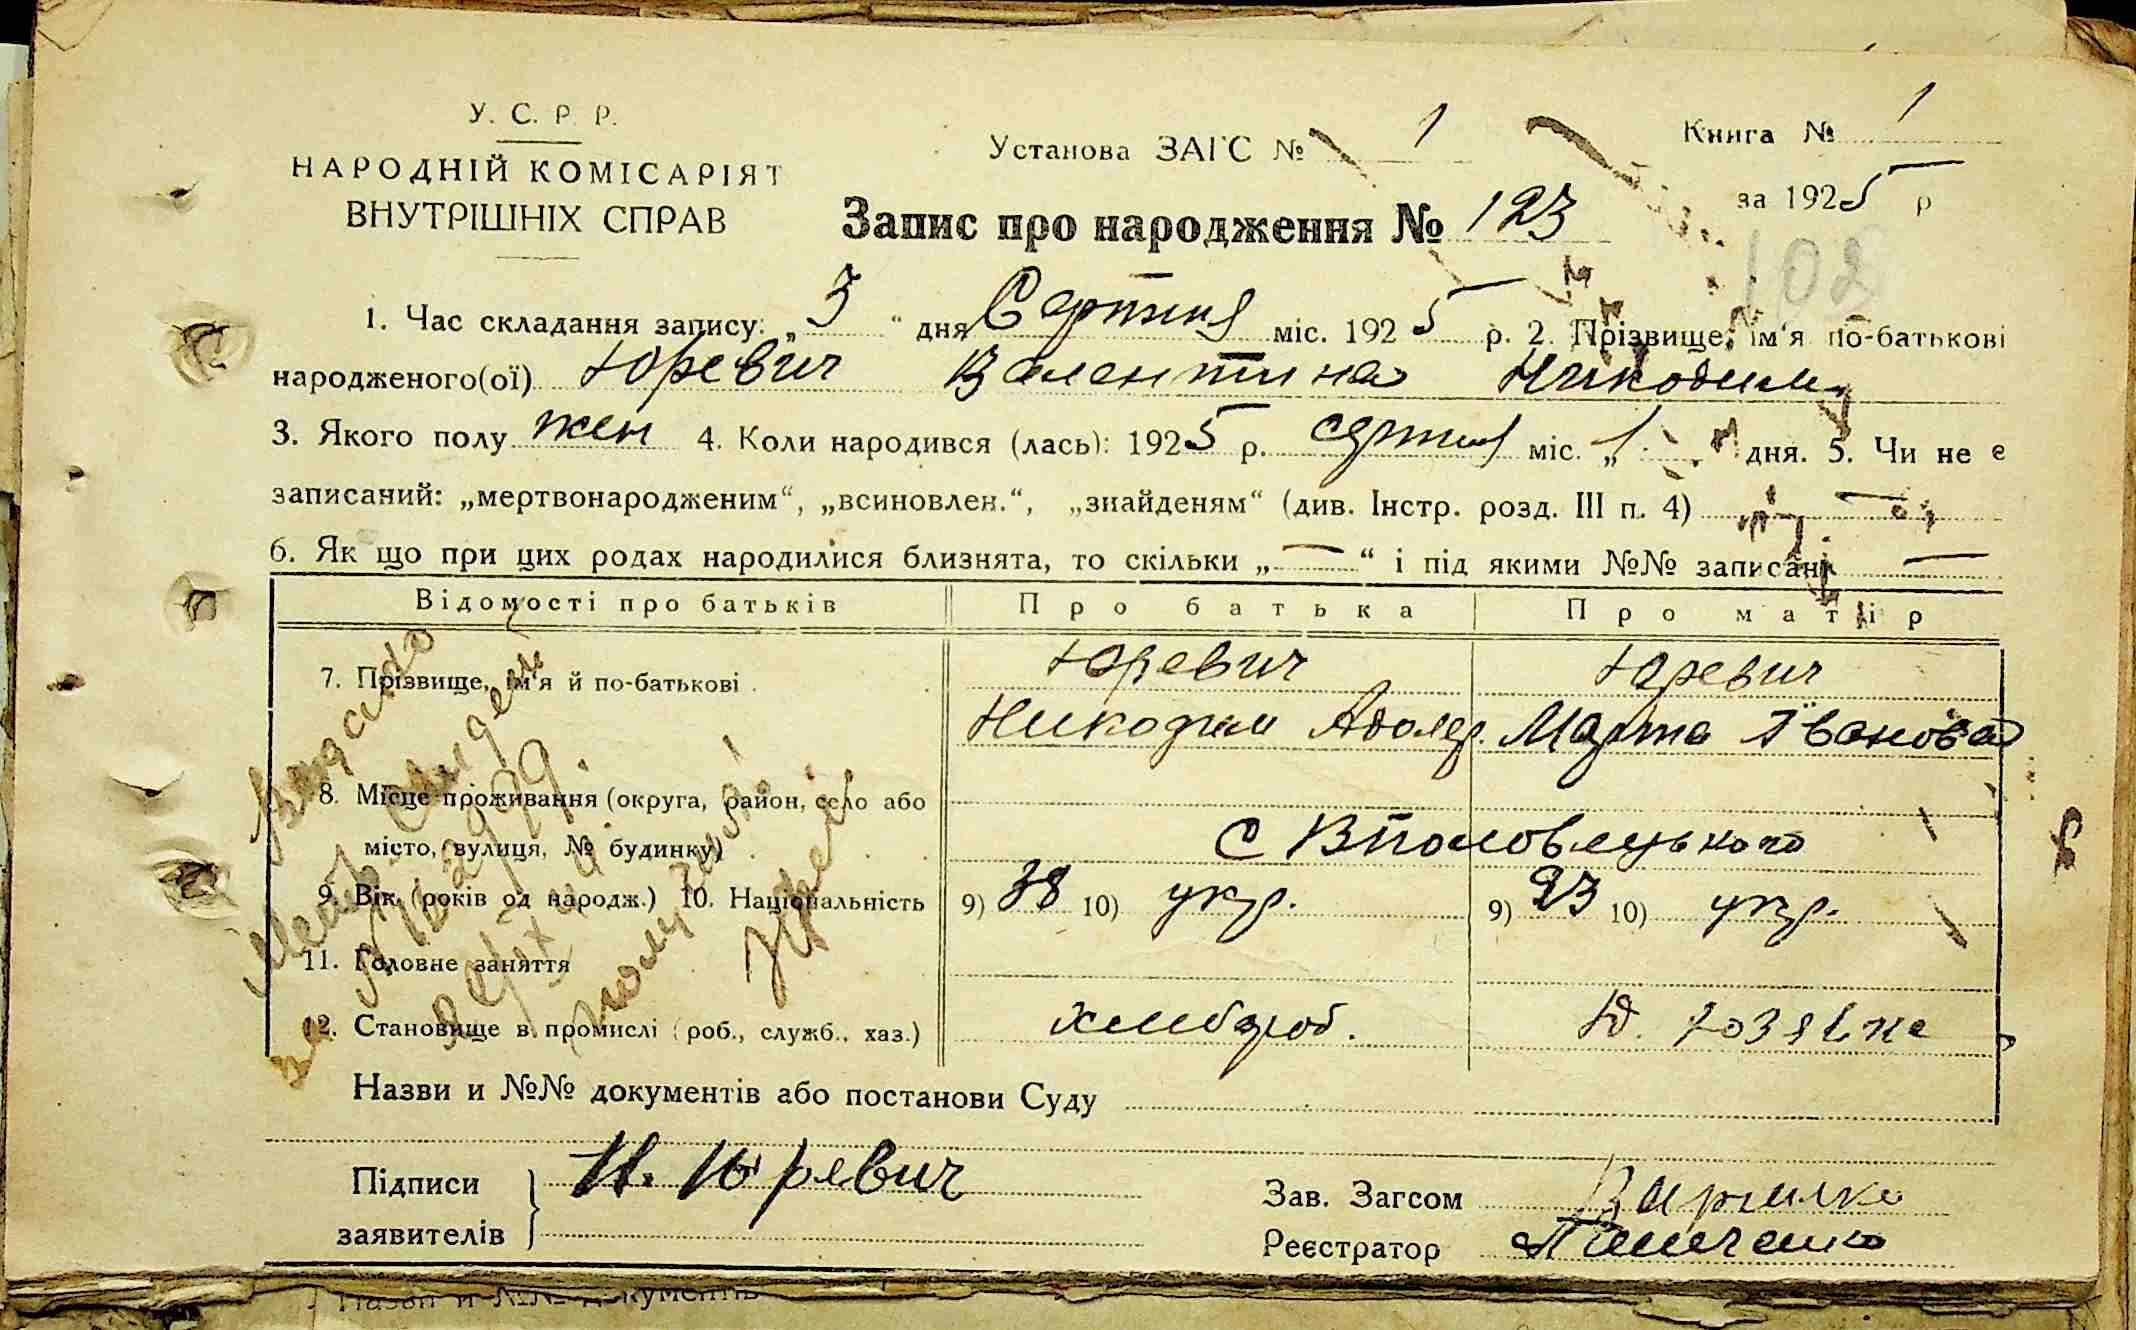 У. С. Р. Р.
НАРОДНІЙ КОМІСАРІЯТ
ВНУТРІШНІХ СПРАВ
Установа ЗАГС № 1
Книга № 1
за 1925 р
Запис про народження № 123
102
1. Час складання запису: „3“ дня Серпня міс. 1925 р. 2. Прізвище, ім'я по-батькові
народженого(ої) Юревич Валентина Никодим.
3. Якого полу жен 4. Коли народився (лась): 1925 р. серпня міс. „1 дня. 5. Чи не є
записаний: „мертвонародженим“, „всиновлен.“, „знайденям“ (див. Інстр. розд. III п. 4) —
6. Як що при цих родах народилися близнята, то скільки „—“ і під якими №№ записані —
Відомості про батьків Про батька Про матір
7. Прізвище, ім'я й по-батькові Юревич Юревич
Никодим Адольф. Марта Івановна
8. Місце проживання (округа, район, село або
місто, вулиця, № будинку) с
9. Вік (років од народж.) 10. Національність 9) 38 10) укр. 9) 23 10) укр.
11. Головне заняття
12. Становище в промислі (роб., служб., хаз.) хлібороб. Д. хозяйка
Назви и №№ документів або постанови Суду
Підписи Н. Юревич
заявителів
Зав. Загсом
Реєстратор
Назви и №№ документів